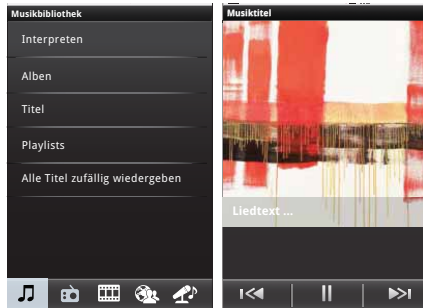 Musikbibliothek
Interpreten
Alben
Titel
Playlists
Alle Titel zufällig wiedergeben
Musiktitel
Liedtext ...